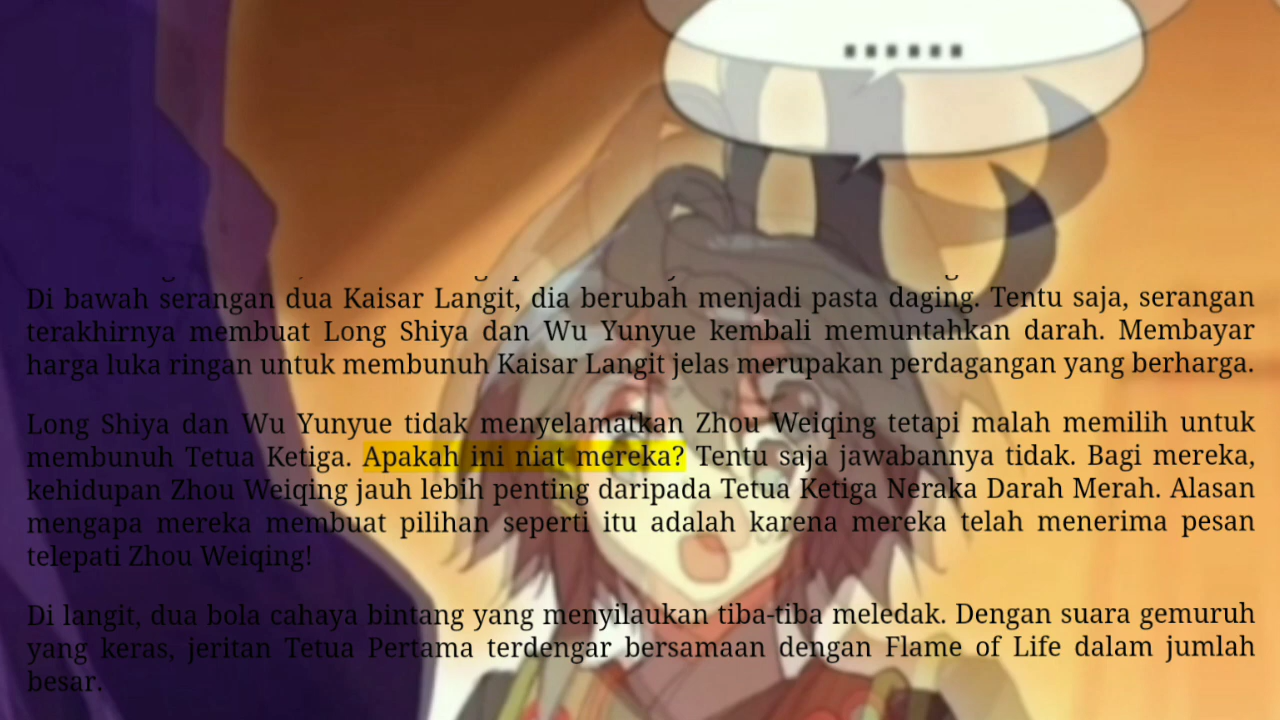 ......
Di bawah serangan dua Kaisar Langit, dia berubah menjadi pasta daging. Tentu saja, serangan
terakhirnya membuat Long Shiya dan Wu Yunyue kembali memuntahkan darah. Membayar
harga luka ringan untuk membunuh Kaisar Langit jelas merupakan perdagangan yang berharga.
Long Shiya dan Wu Yunyue tidak menyelamatkan Zhou Weiqing tetapi malah memilih untuk
membunuh Tetua Ketiga. Apakah ini niat mereka? Tentu saja jawabannya tidak. Bagi mereka,
kehidupan Zhou Weiqing jauh lebih penting daripada Tetua Ketiga Neraka Darah Merah. Alasan
mengapa mereka membuat pilihan seperti itu adalah karena mereka telah menerima pesan
telepati Zhou Weiqing!
Di langit, dua bola cahaya bintang yang menyilaukan tiba-tiba meledak. Dengan suara gemuruh
yang keras, jeritan Tetua Pertama terdengar bersamaan dengan Flame of Life dalam jumlah
besar.